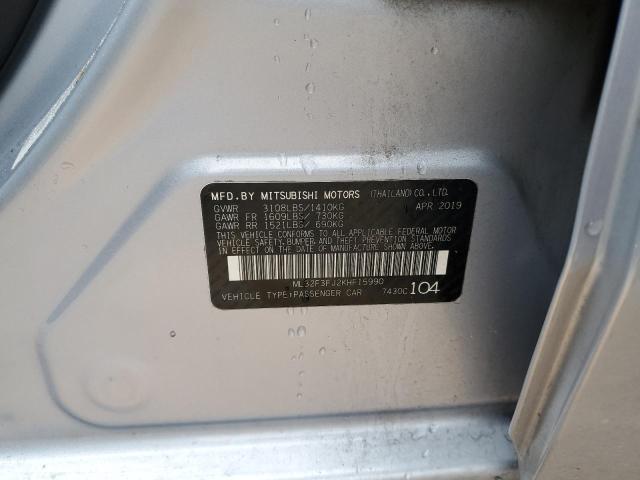 MFD.BY MITSUBISHI MOTORS (THAILAND) CO., LTD.
GVWR 3108LBS/1410KG APR 2019
GAWR FR 1609LBS/ 730KG
GAWR RR 1521LBS/ 690KG
THIS VEHICLE CONFORMS TO ALL APPLICABLE FEDERAL MOTOR
VEHICLE SAFETY, BUMPER AND THEFT PREVENTION STANDARDS
IN EFFECT ON THE DATE OF MANUFACTURE SHOWN ABOVE.
ML32F3FJ2KHF15990
VEHICLE TYPE:PASSENGER CAR 7430C 104